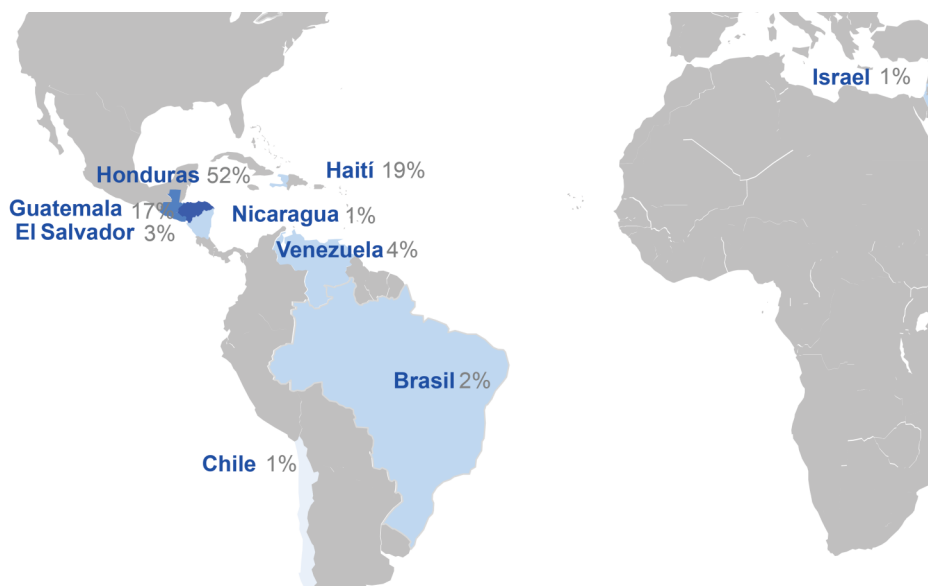 Israel 1%
Honduras 52%
Haití 19%
Guatemala 17%
Nicaragua 1%
El Salvador 3%
Venezuela 4%
Brasil 2%
Chile 1%